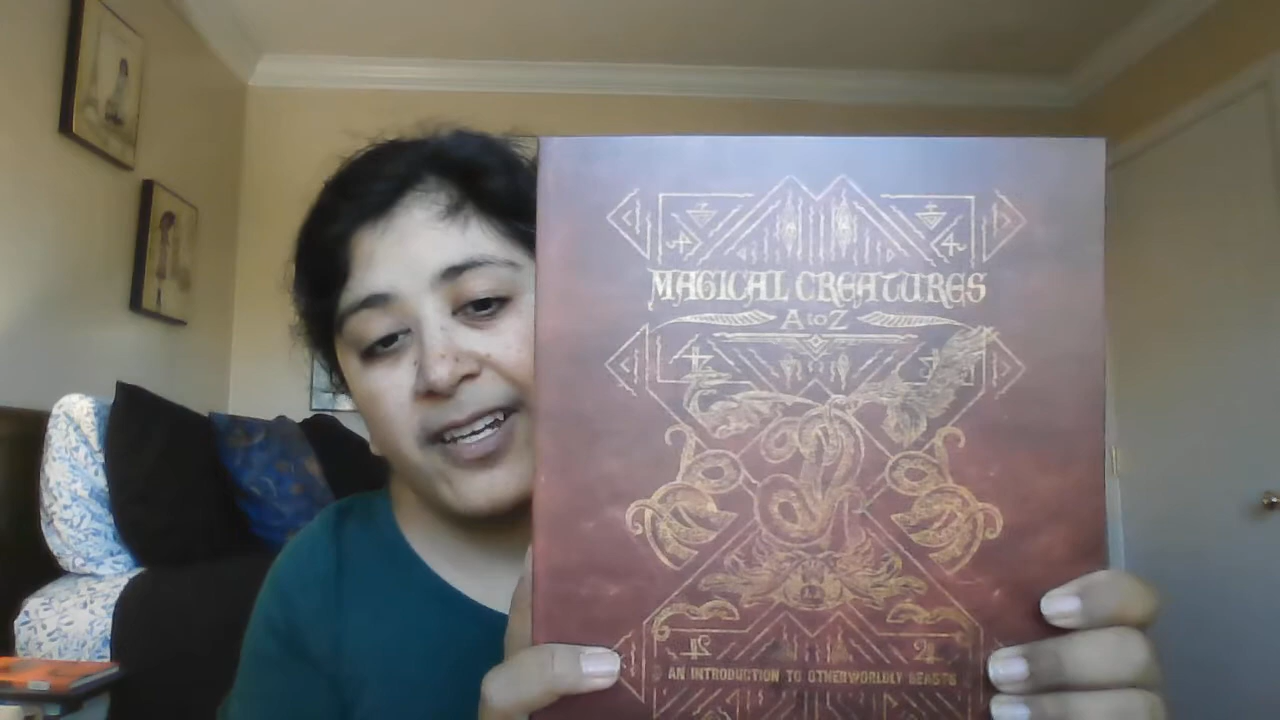 MAGICAL CREATURES
A to Z
AN INTRODUCTION TO OTHERWORLDLY BEASTS